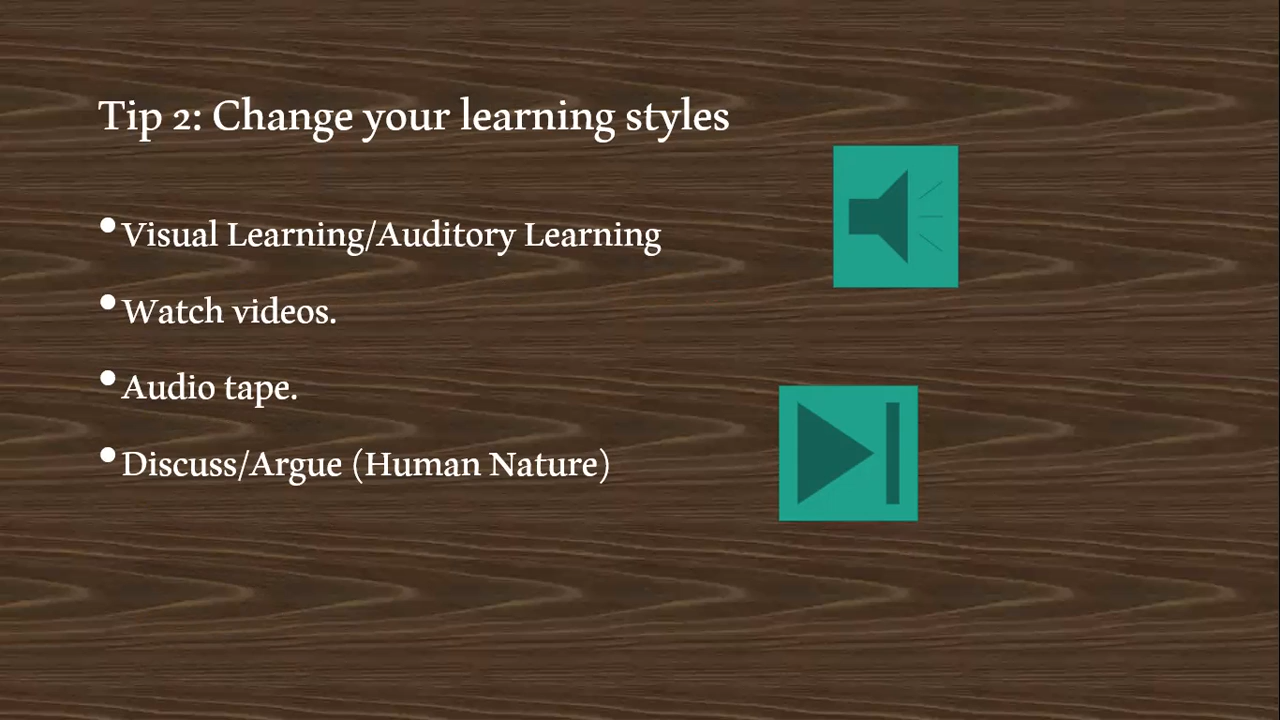 Tip 2: Change your learning styles
•Visual Learning/Auditory Learning
•Watch videos.
•Audio tape.
•Discuss/Argue (Human Nature)